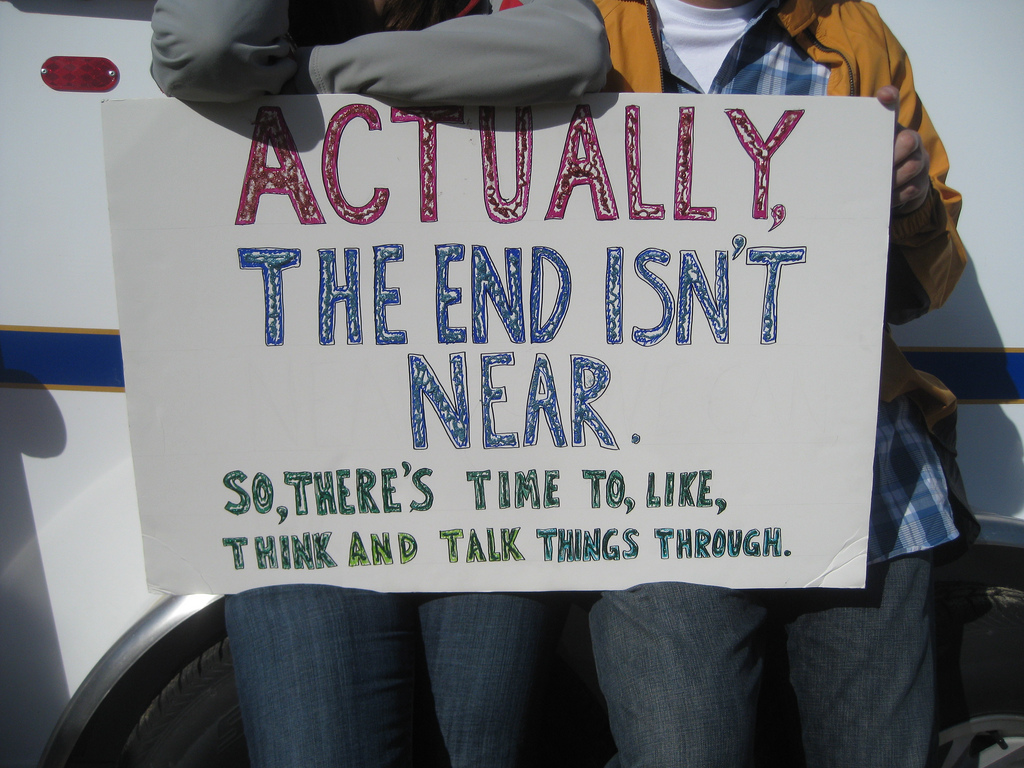 ACTUALLY,
THE END ISN'T
NEAR.
SO, THERE'S TIME TO, LIKE,
THINK AND TALK THINGS THROUGH.